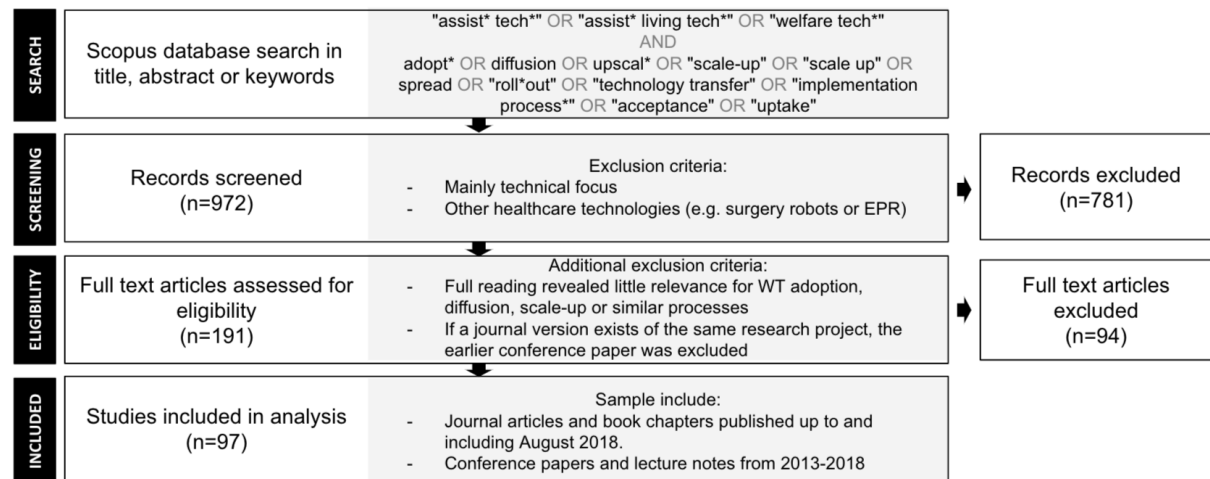 SEARCH
Scopus database search in
title, abstract or keywords
"assist* tech*" OR "assist* living tech*" OR "welfare tech*"
AND
adopt* OR diffusion OR upscal* OR "scale-up" OR "scale up" OR
spread OR "roll*out" OR "technology transfer" OR "implementation
process*" OR "acceptance" OR "uptake"
SCREENING
Records screened
(n=972)
Exclusion criteria:
- Mainly technical focus
- Other healthcare technologies (e.g. surgery robots or EPR)
Records excluded
(n=781)
ELIGIBILITY
Full text articles assessed for
eligibility
(n=191)
Additional exclusion criteria:
- Full reading revealed little relevance for WT adoption,
diffusion, scale-up or similar processes
- If a journal version exists of the same research project, the
earlier conference paper was excluded
Full text articles
excluded
(n=94)
INCLUDED
Studies included in analysis
(n=97)
Sample include:
- Journal articles and book chapters published up to and
including August 2018.
- Conference papers and lecture notes from 2013-2018